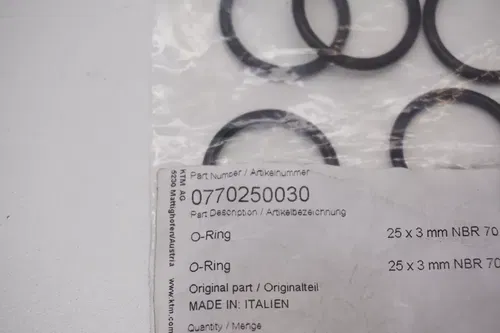 Part Number / Artikelnummer
0770250030
Part Description / Artikelbezeichnung
O-Ring 25 x 3 mm NBR 70
O-Ring 25 x 3 mm NBR 70
Original part / Originalteil
MADE IN: ITALIEN
Quantity / Menge
KTM AG
5230 Mattighofen/Austria
www.ktm.com